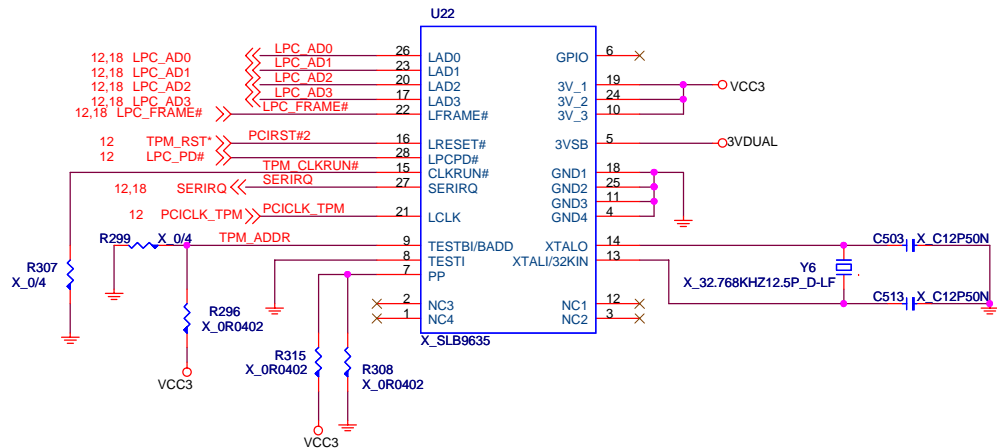 U22
12,18 LPC_AD0 LPC_AD0 26 LAD0 GPIO 6
12,18 LPC_AD1 LPC_AD1 23 LAD1
12,18 LPC_AD2 LPC_AD2 20 LAD2 3V_1 19 VCC3
12,18 LPC_AD3 LPC_AD3 17 LAD3 3V_2 24
12,18 LPC_FRAME# LPC_FRAME# 22 LFRAME# 3V_3 10
12 TPM_RST* PCIRST#2 16 LRESET# 3VSB 5 3VDUAL
12 LPC_PD# 28 LPCPD#
TPM_CLKRUN# 15 CLKRUN# GND1 18
12,18 SERIRQ SERIRQ 27 SERIRQ GND2 25
GND3 11
12 PCICLK_TPM PCICLK_TPM 21 LCLK GND4 4
R299 X_0/4 TPM_ADDR 9 TESTBI/BADD XTALO 14 C503 X_C12P50N
8 TESTI XTALI/32KIN 13
R307 7 PP Y6
X_0/4 X_32.768KHZ12.5P_D-LF
2 NC3 NC1 12 C513 X_C12P50N
1 NC4 NC2 3
R296
X_0R0402
X_SLB9635
R315 R308
X_0R0402 X_0R0402
VCC3
VCC3